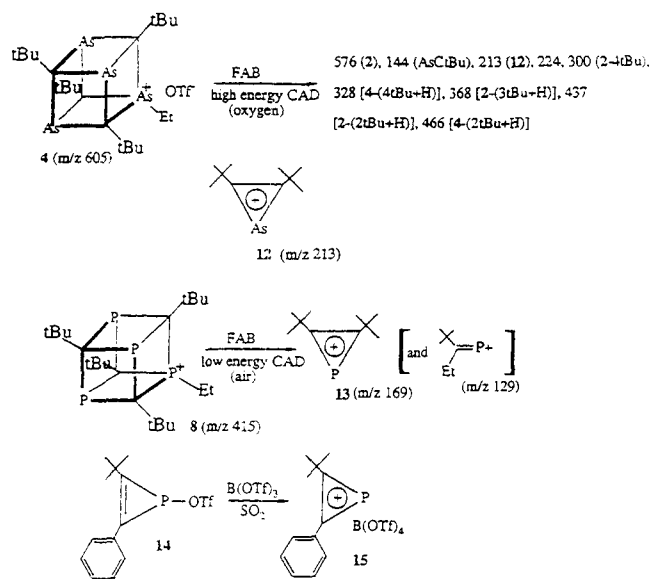 tBu
As
tBu
As
tBu
As+
OTf
As
Et
tBu
4 (m/z 605)
FAB
high energy CAD
(oxygen)
576 (2), 144 (AsCtBu), 213 (12), 224, 300 (2-4tBu),
328 [4-(4tBu+H)], 368 [2-(3tBu+H)], 437
[2-(2tBu+H)], 466 [4-(2tBu+H)]
+
As
12 (m/z 213)
tBu
P
tBu
P
tBu
P+
P
Et
tBu
8 (m/z 415)
FAB
low energy CAD
(air)
+
P
13 (m/z 169)
and
P+
Et
(m/z 129)
P-OTf
14
B(OTf)3
SO2
+
P
B(OTf)4
15